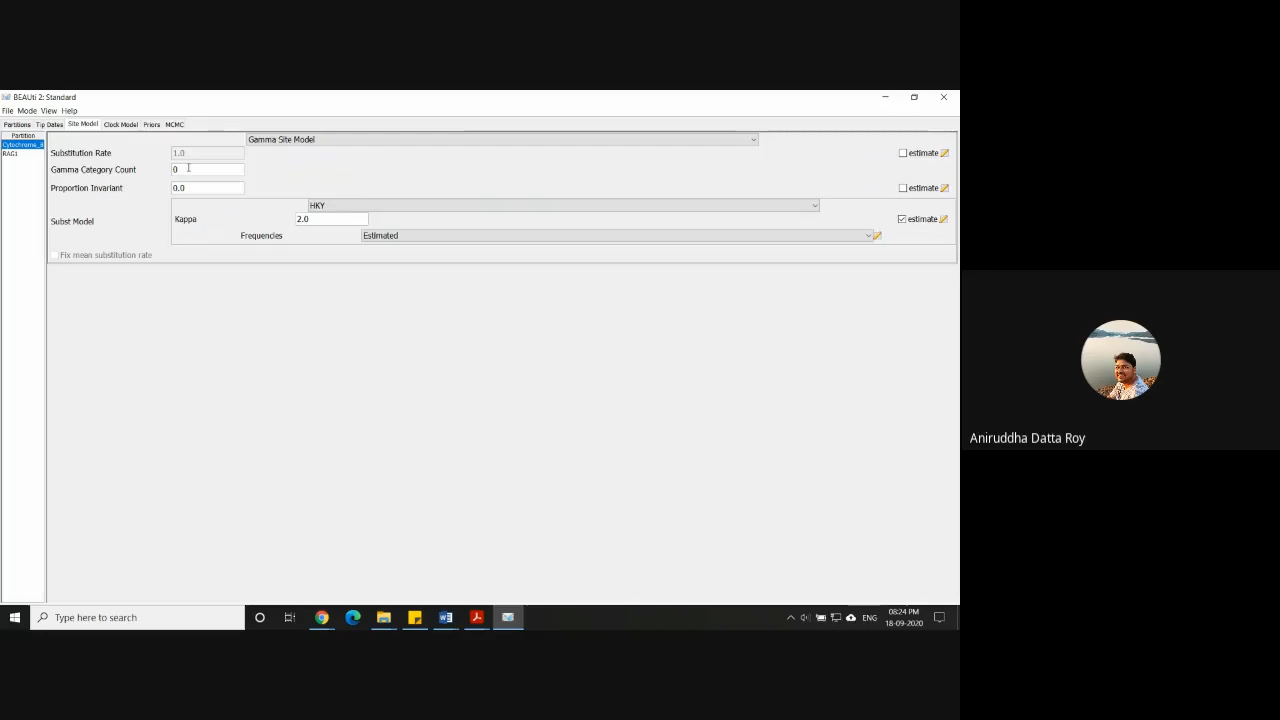 BEAUti 2: Standard
File Mode View Help
Partitions Tip Dates Site Model Clock Model Priors MCMC
Partition
Cytochrome_B
RAG1
Gamma Site Model
Substitution Rate 1.0 estimate
Gamma Category Count 0
Proportion Invariant 0.0 estimate
HKY
Subst Model Kappa 2.0 estimate
Frequencies Estimated
Fix mean substitution rate
Aniruddha Datta Roy
Type here to search
ENG
08:24 PM
18-09-2020